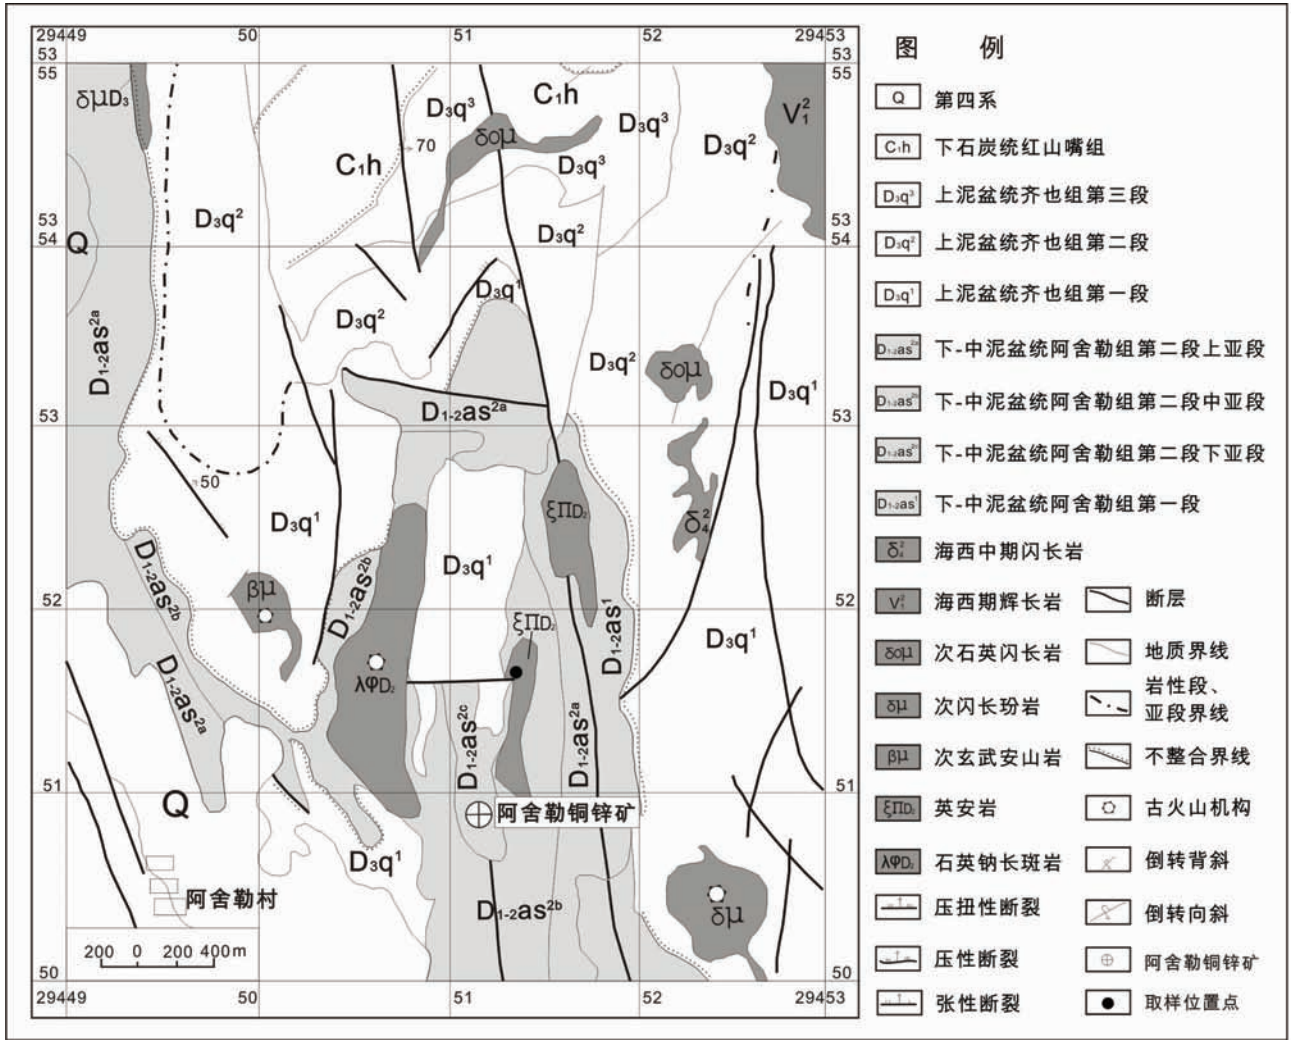 29449 50 51 52 29453
53
55
53
55
δμD₃
D₃q³
C₁h
D₃q³
V₁²
δομ
D₃q²
70
C₁h
D₃q³
D₃q²
53
54
Q
D₃q²
53
54
D₃q¹
D₃q²
D₁₋₂as²ᵃ
D₃q²
δομ
D₃q¹
53
D₁₋₂as²ᵃ
53
50
D₃q¹
ξΠD₂
δ₄²
D₁₋₂as²ᵇ
D₃q¹
βμ
D₁₋₂as²ᵇ
52
ξΠD₂
D₁₋₂as¹
D₃q¹
52
D₁₋₂as²ᵃ
λφD₂
D₁₋₂as²ᶜ
D₁₋₂as²ᵃ
51
Q
阿舍勒铜锌矿
51
D₃q¹
阿舍勒村
D₁₋₂as²ᵇ
δμ
200 0 200 400m
50
50
29449 50 51 52 29453
图 例
Q 第四系
C₁h 下石炭统红山嘴组
D₃q³ 上泥盆统齐也组第三段
D₃q² 上泥盆统齐也组第二段
D₃q¹ 上泥盆统齐也组第一段
D₁₋₂as²ᵃ 下-中泥盆统阿舍勒组第二段上亚段
D₁₋₂as²ᵇ 下-中泥盆统阿舍勒组第二段中亚段
D₁₋₂as²ᶜ 下-中泥盆统阿舍勒组第二段下亚段
D₁₋₂as¹ 下-中泥盆统阿舍勒组第一段
δ₄² 海西中期闪长岩
V₁² 海西期辉长岩
断层
δομ 次石英闪长岩
地质界线
δμ 次闪长玢岩
岩性段、
亚段界线
βμ 次玄武安山岩
不整合界线
ξΠD₂ 英安岩
古火山机构
λφD₂ 石英钠长斑岩
倒转背斜
压扭性断裂
倒转向斜
压性断裂
阿舍勒铜锌矿
张性断裂
取样位置点